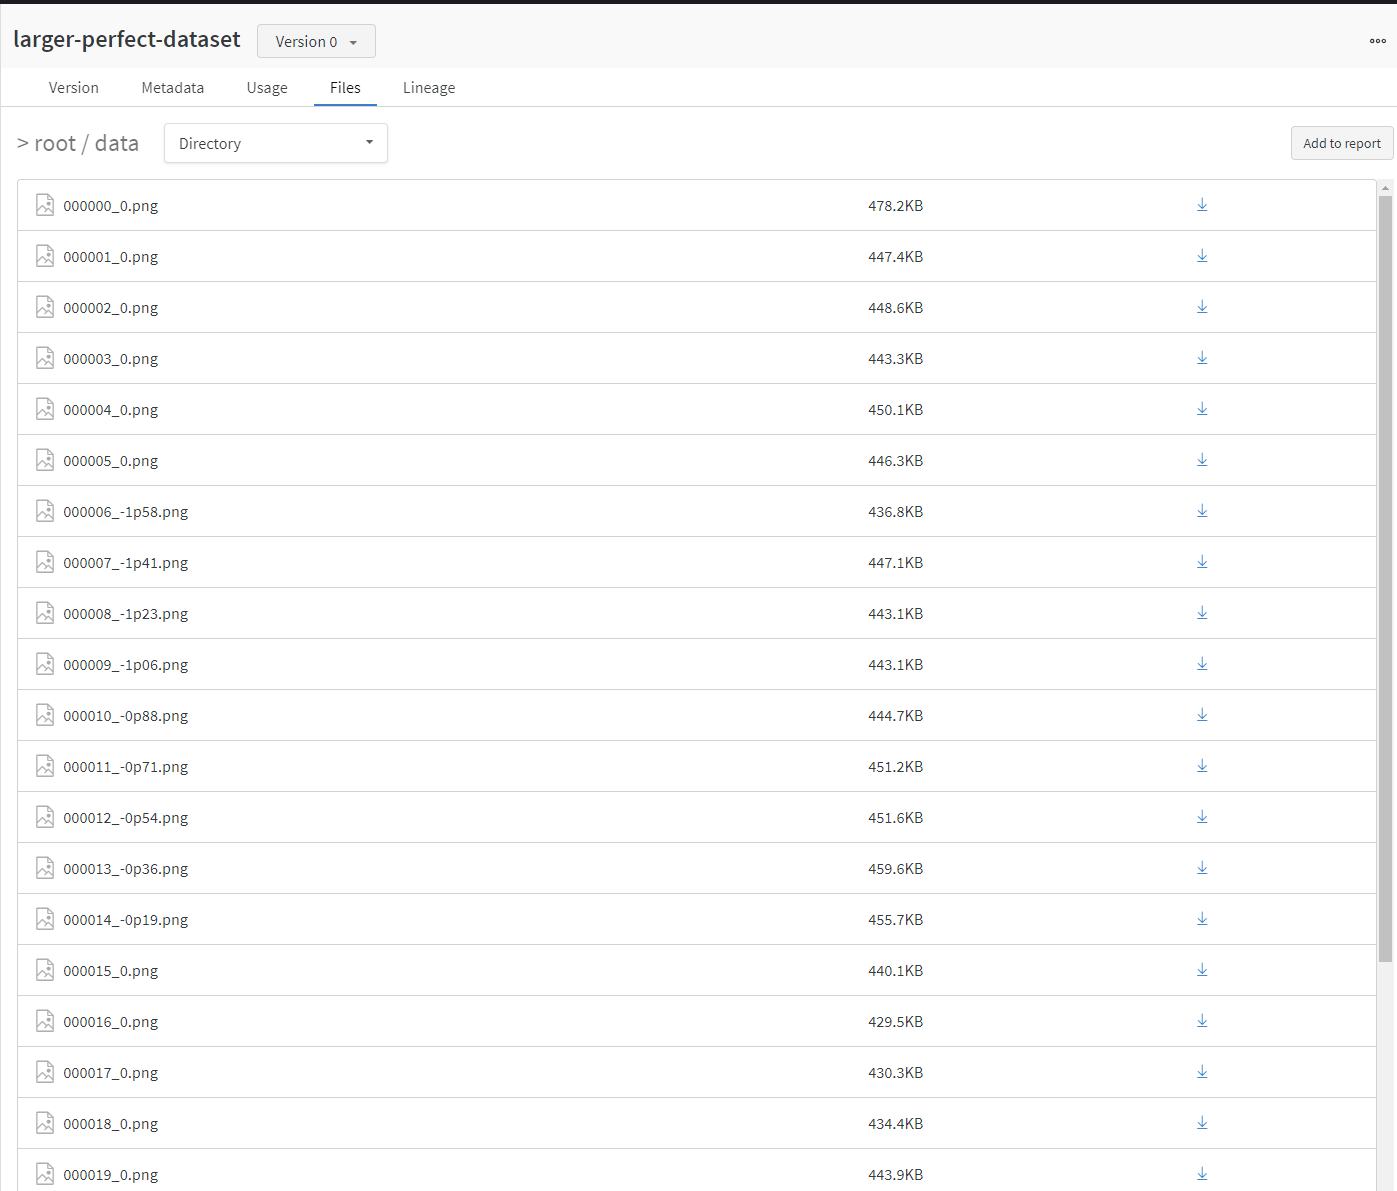 larger-perfect-dataset Version 0
Version Metadata Usage Files Lineage
> root / data Directory Add to report
000000_0.png 478.2KB
000001_0.png 447.4KB
000002_0.png 448.6KB
000003_0.png 443.3KB
000004_0.png 450.1KB
000005_0.png 446.3KB
000006_-1p58.png 436.8KB
000007_-1p41.png 447.1KB
000008_-1p23.png 443.1KB
000009_-1p06.png 443.1KB
000010_-0p88.png 444.7KB
000011_-0p71.png 451.2KB
000012_-0p54.png 451.6KB
000013_-0p36.png 459.6KB
000014_-0p19.png 455.7KB
000015_0.png 440.1KB
000016_0.png 429.5KB
000017_0.png 430.3KB
000018_0.png 434.4KB
000019_0.png 443.9KB